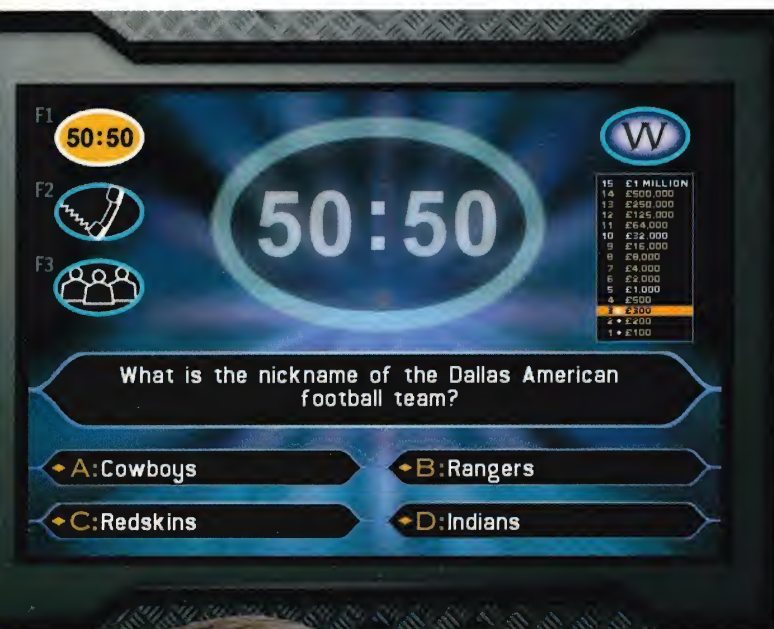 F1
50:50
F2
F3
50:50
W
15 £1 MILLION
14 £500,000
13 £250,000
12 £125,000
11 £64,000
10 £32,000
9 £16,000
8 £8,000
7 £4,000
6 £2,000
5 £1,000
4 £500
3 £300
2 £200
1 £100
What is the nickname of the Dallas American
football team?
A:Cowboys
B:Rangers
C:Redskins
D:Indians